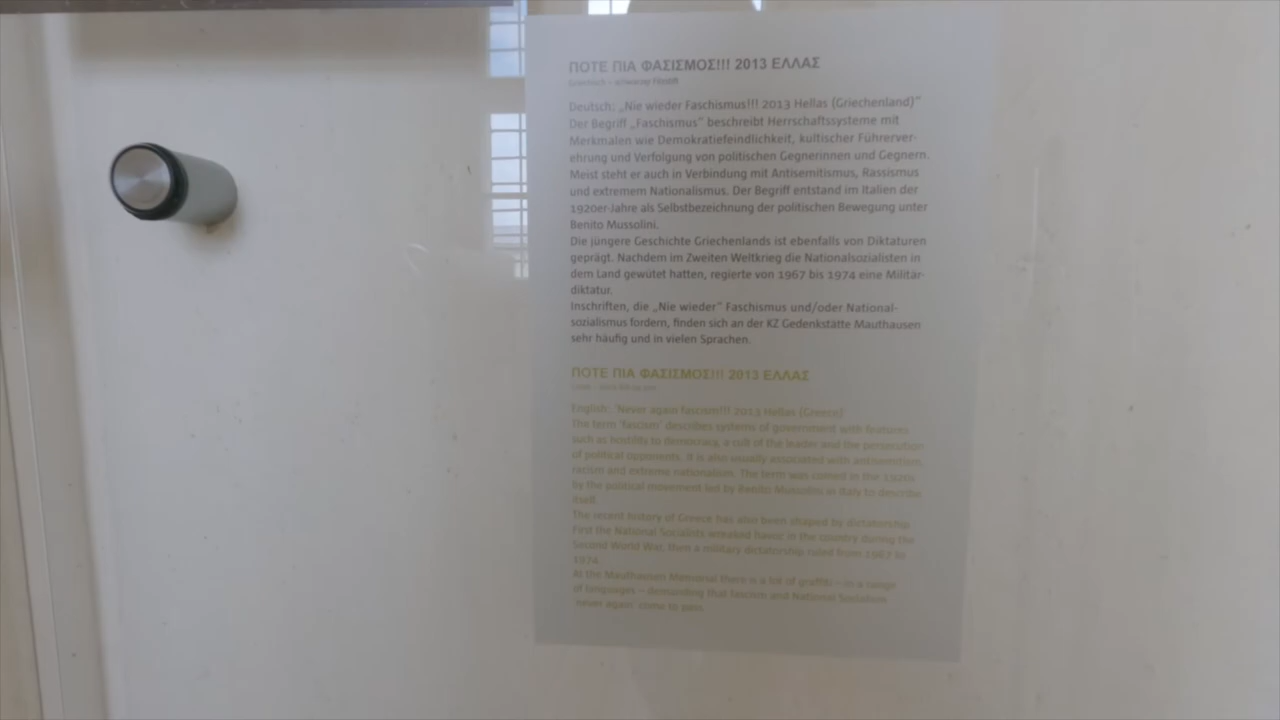 ΠΟΤΕ ΠΙΑ ΦΑΣΙΣΜΟΣ!!! 2013 ΕΛΛΑΣ
Griechisch – schwarzer Filzstift
Deutsch: „Nie wieder Faschismus!!! 2013 Hellas (Griechenland)“
Der Begriff „Faschismus“ beschreibt Herrschaftssysteme mit
Merkmalen wie Demokratiefeindlichkeit, kultischer Führerver-
ehrung und Verfolgung von politischen Gegnerinnen und Gegnern.
Meist steht er auch in Verbindung mit Antisemitismus, Rassismus
und extremem Nationalismus. Der Begriff entstand im Italien der
1920er-Jahre als Selbstbezeichnung der politischen Bewegung unter
Benito Mussolini.
Die jüngere Geschichte Griechenlands ist ebenfalls von Diktaturen
geprägt. Nachdem im Zweiten Weltkrieg die Nationalsozialisten in
dem Land gewütet hatten, regierte von 1967 bis 1974 eine Militär-
diktatur.
Inschriften, die „Nie wieder“ Faschismus und/oder National-
sozialismus fordern, finden sich an der KZ Gedenkstätte Mauthausen
sehr häufig und in vielen Sprachen.
ΠΟΤΕ ΠΙΑ ΦΑΣΙΣΜΟΣ!!! 2013 ΕΛΛΑΣ
English: 'Never again fascism!!! 2013 Hellas (Greece)'
The term 'fascism' describes systems of government with features
such as hostility to democracy, a cult of the leader and the persecution
of political opponents. It is also usually associated with antisemitism,
racism and extreme nationalism. The term was coined in the 1920s
by the political movement led by Benito Mussolini in Italy to describe
itself.
The recent history of Greece has also been shaped by dictatorship.
First the National Socialists wreaked havoc in the country during the
Second World War, then a military dictatorship ruled from 1967 to
1974.
At the Mauthausen Memorial there is a lot of graffiti – in a range
of languages – demanding that fascism and National Socialism
'never again' come to pass.